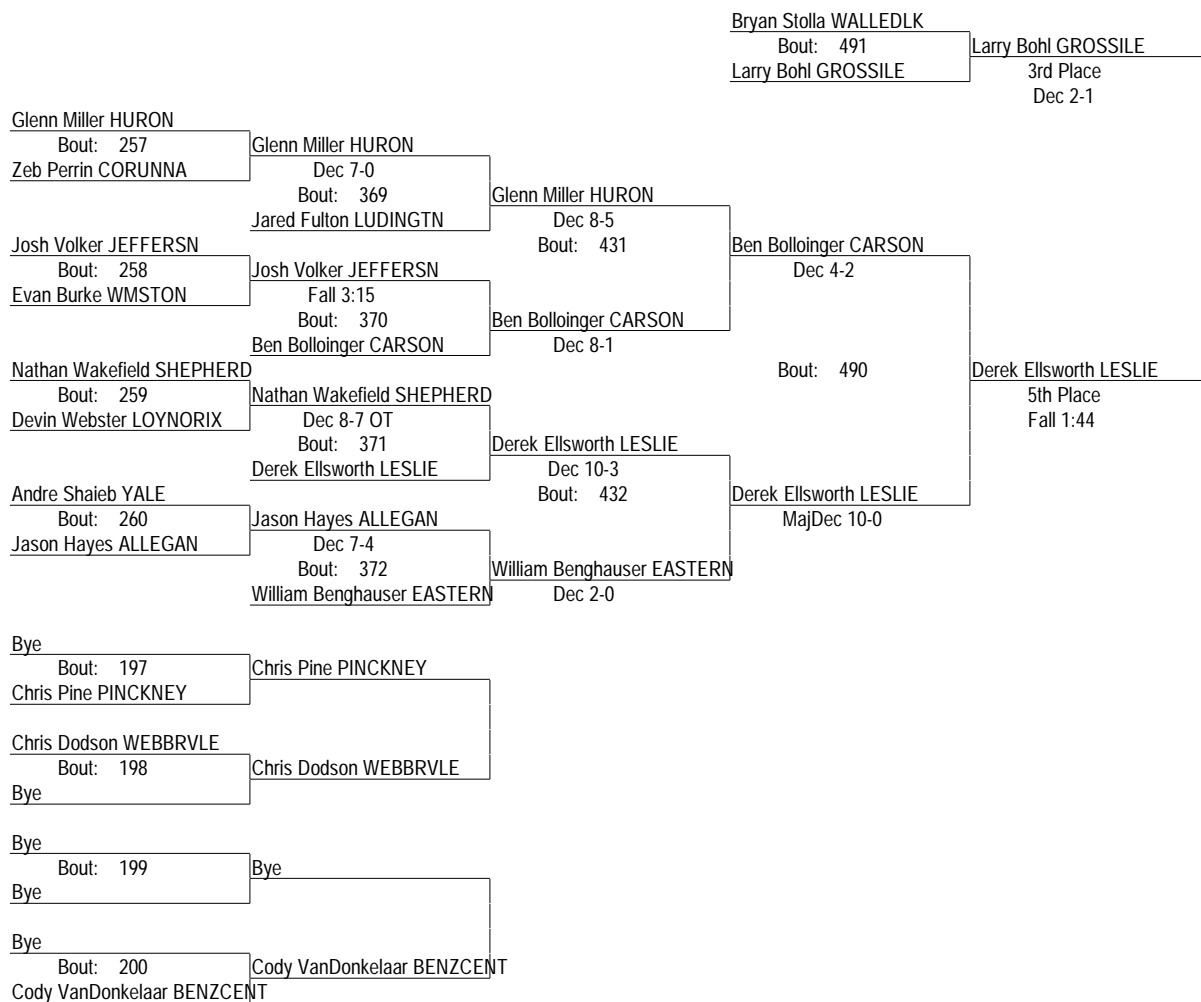 Bryan Stolla WALLEDLK
Bout: 491
Larry Bohl GROSSILE
Larry Bohl GROSSILE
3rd Place
Dec 2-1
Glenn Miller HURON
Bout: 257
Zeb Perrin CORUNNA
Glenn Miller HURON
Dec 7-0
Bout: 369
Jared Fulton LUDINGTN
Glenn Miller HURON
Dec 8-5
Bout: 431
Josh Volker JEFFERSN
Bout: 258
Evan Burke WMSTON
Josh Volker JEFFERSN
Fall 3:15
Bout: 370
Ben Bolloinger CARSON
Ben Bolloinger CARSON
Dec 8-1
Ben Bolloinger CARSON
Dec 4-2
Bout: 490
Nathan Wakefield SHEPHERD
Bout: 259
Devin Webster LOYNORIX
Nathan Wakefield SHEPHERD
Dec 8-7 OT
Bout: 371
Derek Ellsworth LESLIE
Derek Ellsworth LESLIE
Dec 10-3
Bout: 432
Andre Shaieb YALE
Bout: 260
Jason Hayes ALLEGAN
Jason Hayes ALLEGAN
Dec 7-4
Bout: 372
William Benghauser EASTERN
William Benghauser EASTERN
Dec 2-0
Derek Ellsworth LESLIE
MajDec 10-0
Derek Ellsworth LESLIE
5th Place
Fall 1:44
Bye
Bout: 197
Chris Pine PINCKNEY
Chris Pine PINCKNEY
Chris Dodson WEBBRVLE
Bout: 198
Bye
Chris Dodson WEBBRVLE
Bye
Bout: 199
Bye
Bye
Bye
Bout: 200
Cody VanDonkelaar BENZCENT
Cody VanDonkelaar BENZCENT